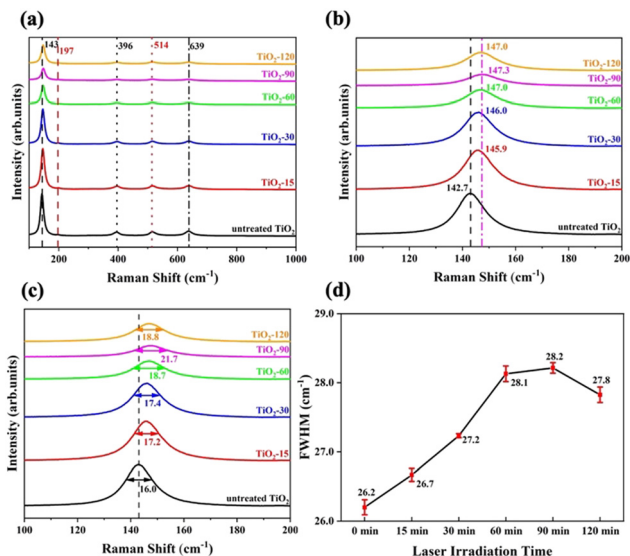 (a)
143
197
396
514
639
TiO2-120
TiO2-90
TiO2-60
TiO2-30
TiO2-15
untreated TiO2
Intensity (arb.units)
200
400
600
800
1000
Raman Shift (cm-1)
(b)
147.0
TiO2-120
147.3
TiO2-90
147.0
TiO2-60
146.0
TiO2-30
145.9
TiO2-15
142.7
untreated TiO2
Intensity (arb.units)
100
120
140
160
180
200
Raman Shift (cm-1)
(c)
TiO2-120
18.8
TiO2-90
21.7
TiO2-60
18.7
TiO2-30
17.4
TiO2-15
17.2
untreated TiO2
16.0
Intensity (arb.units)
100
120
140
160
180
200
Raman Shift (cm-1)
(d)
29.0
28.0
27.0
26.0
FWHM (cm-1)
26.2
26.7
27.2
28.1
28.2
27.8
0 min
15 min
30 min
60 min
90 min
120 min
Laser Irradiation Time